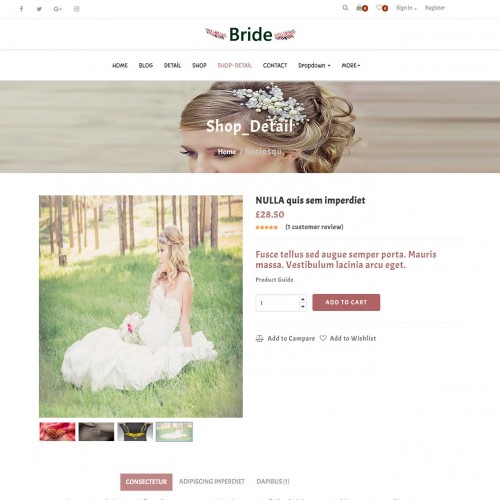 0 0 Sign In Register
Bride
HOME BLOG DETAIL SHOP SHOP-DETAIL CONTACT Dropdown MORE
Shop_Detail
Home / Sociosqu
NULLA quis sem imperdiet
£28.50
(1 customer review)
Fusce tellus sed augue semper porta. Mauris
massa. Vestibulum lacinia arcu eget.
Product Guide
1 ADD TO CART
Add to Campare Add to Wishlist
CONSECTETUR ADIPISCING IMPERDIET DAPIBUS (1)